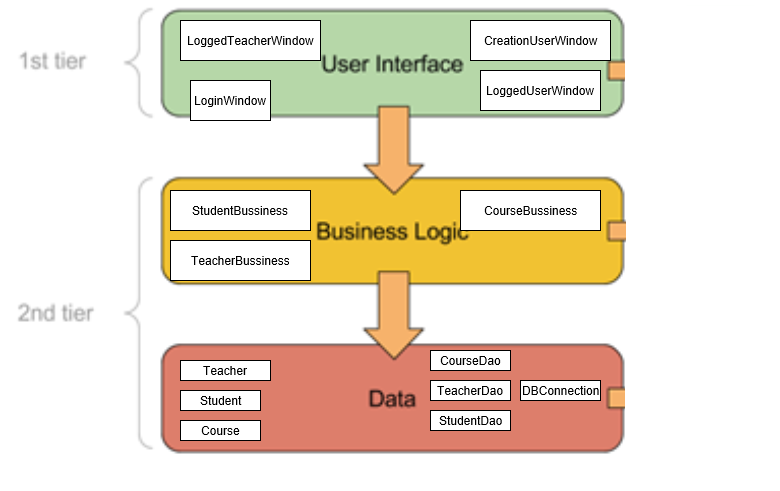 LoggedTeacherWindow
CreationUserWindow
1st tier
User Interface
LoginWindow
LoggedUserWindow
StudentBussiness
CourseBussiness
Business Logic
TeacherBussiness
2nd tier
CourseDao
Teacher
TeacherDao
DBConnection
Student
Data
StudentDao
Course